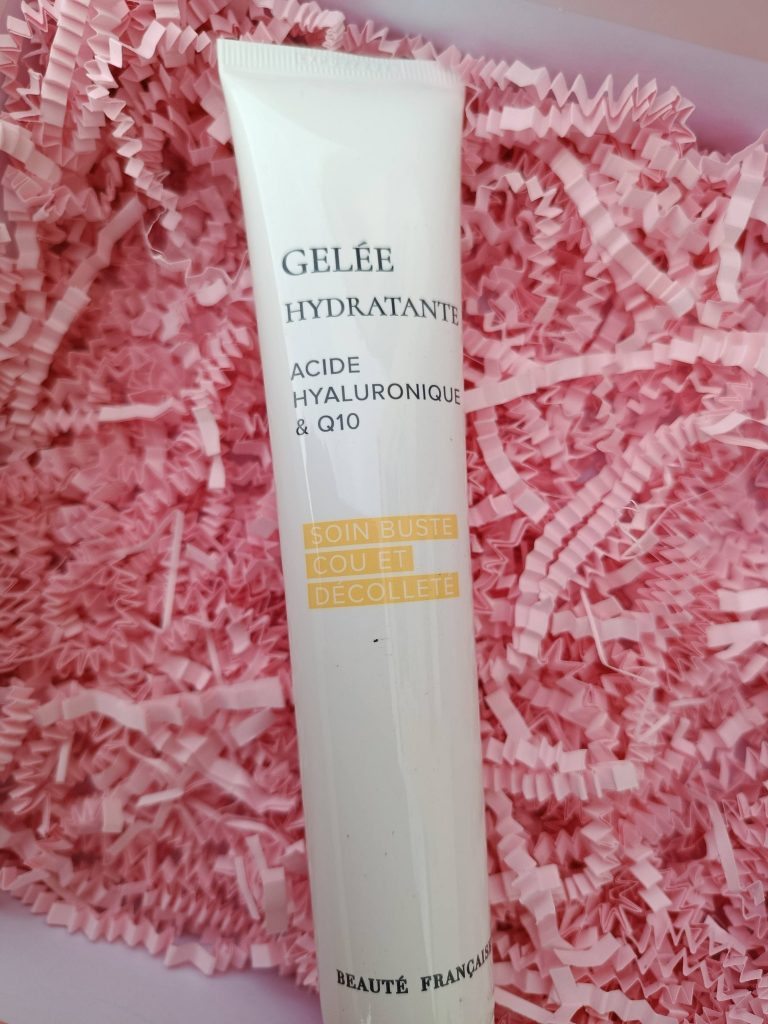 GELÉE
HYDRATANTE
ACIDE
HYALURONIQUE
& Q10
SOIN BUSTE
COU ET
DÉCOLLETÉ
BEAUTÉ FRANÇAISE